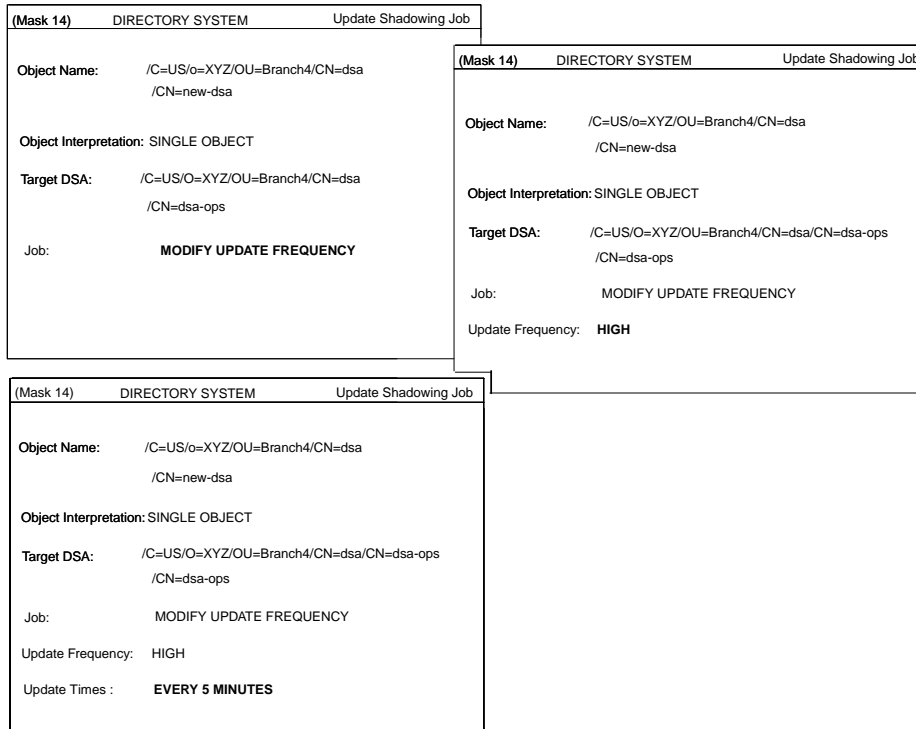 (Mask 14) DIRECTORY SYSTEM Update Shadowing Job
Object Name: /C=US/o=XYZ/OU=Branch4/CN=dsa
/CN=new-dsa
Object Interpretation: SINGLE OBJECT
Target DSA: /C=US/O=XYZ/OU=Branch4/CN=dsa
/CN=dsa-ops
Job: MODIFY UPDATE FREQUENCY
(Mask 14) DIRECTORY SYSTEM Update Shadowing Job
Object Name: /C=US/o=XYZ/OU=Branch4/CN=dsa
/CN=new-dsa
Object Interpretation: SINGLE OBJECT
Target DSA: /C=US/O=XYZ/OU=Branch4/CN=dsa/CN=dsa-ops
/CN=dsa-ops
Job: MODIFY UPDATE FREQUENCY
Update Frequency: HIGH
(Mask 14) DIRECTORY SYSTEM Update Shadowing Job
Object Name: /C=US/o=XYZ/OU=Branch4/CN=dsa
/CN=new-dsa
Object Interpretation: SINGLE OBJECT
Target DSA: /C=US/O=XYZ/OU=Branch4/CN=dsa/CN=dsa-ops
/CN=dsa-ops
Job: MODIFY UPDATE FREQUENCY
Update Frequency: HIGH
Update Times : EVERY 5 MINUTES